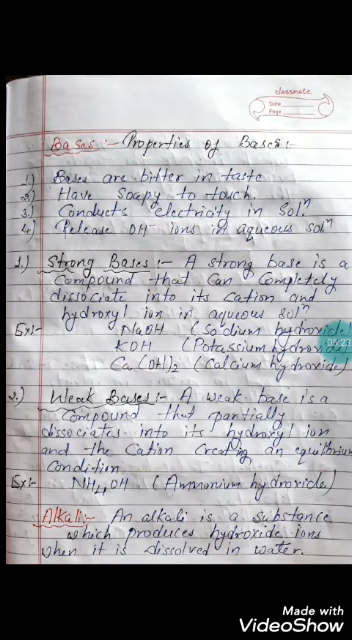 classmate
Date
Page
Bases:- Properties of Bases:-
1) Bases are bitter in taste
2) Have soapy to touch.
3.) Conducts electricity in Solⁿ
4) Release OH⁻ ions in aqueous solⁿ
1.) Strong Bases:- A strong base is a
compound that can completely
dissociate into its cation and
hydroxyl ion in aqueous solⁿ
Ex:- NaOH (Sodium hydroxide)
KOH (Potassium hydroxide)
05:23
Ca(OH)₂ (Calcium hydroxide)
2.) Weak Bases:- A weak base is a
Compound that partially
dissociates into its hydroxyl ion
and the Cation Creating an equilibrium
Condition.
Ex:- NH₄OH (Ammonium hydroxide)
Alkali:- An alkali is a substance
which produces hydroxide ions
when it is dissolved in water.
Made with
VideoShow